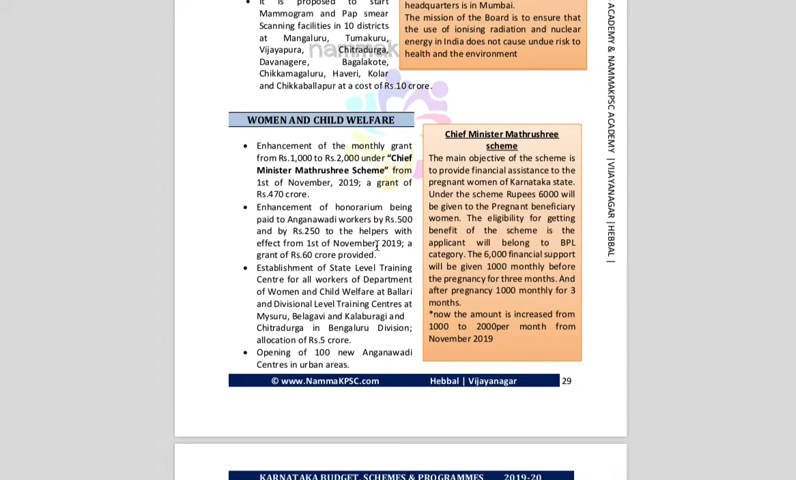 It is proposed to start
Mammogram and Pap smear
Scanning facilities in 10 districts
at Mangaluru, Tumakuru,
Vijayapura, Chitradurga,
Davanagere, Bagalakote,
Chikkamagaluru, Haveri, Kolar
and Chikkaballapur at a cost of Rs.10 crore.
headquarters is in Mumbai.
The mission of the Board is to ensure that
the use of ionising radiation and nuclear
energy in India does not cause undue risk to
health and the environment
namma
WOMEN AND CHILD WELFARE
• Enhancement of the monthly grant
from Rs.1,000 to Rs.2,000 under “Chief
Minister Mathrushree Scheme” from
1st of November, 2019; a grant of
Rs.470 crore.
• Enhancement of honorarium being
paid to Anganawadi workers by Rs.500
and by Rs.250 to the helpers with
effect from 1st of November, 2019; a
grant of Rs.60 crore provided.
• Establishment of State Level Training
Centre for all workers of Department
of Women and Child Welfare at Ballari
and Divisional Level Training Centres at
Mysuru, Belagavi and Kalaburagi and
Chitradurga in Bengaluru Division;
allocation of Rs.5 crore.
• Opening of 100 new Anganawadi
Centres in urban areas.
Chief Minister Mathrushree
scheme
The main objective of the scheme is
to provide financial assistance to the
pregnant women of Karnataka state.
Under the scheme Rupees 6000 will
be given to the Pregnant beneficiary
women. The eligibility for getting
benefit of the scheme is the
applicant will belong to BPL
category. The 6,000 financial support
will be given 1000 monthly before
the pregnancy for three months. And
after pregnancy 1000 monthly for 3
months.
*now the amount is increased from
1000 to 2000per month from
November 2019
ACADEMY & NAMMAKPSC ACADEMY |VIJAYANAGAR |HEBBAL |
© www.NammaKPSC.com Hebbal | Vijayanagar 29
KARNATAKA BUDGET, SCHEMES & PROGRAMMES 2019-20